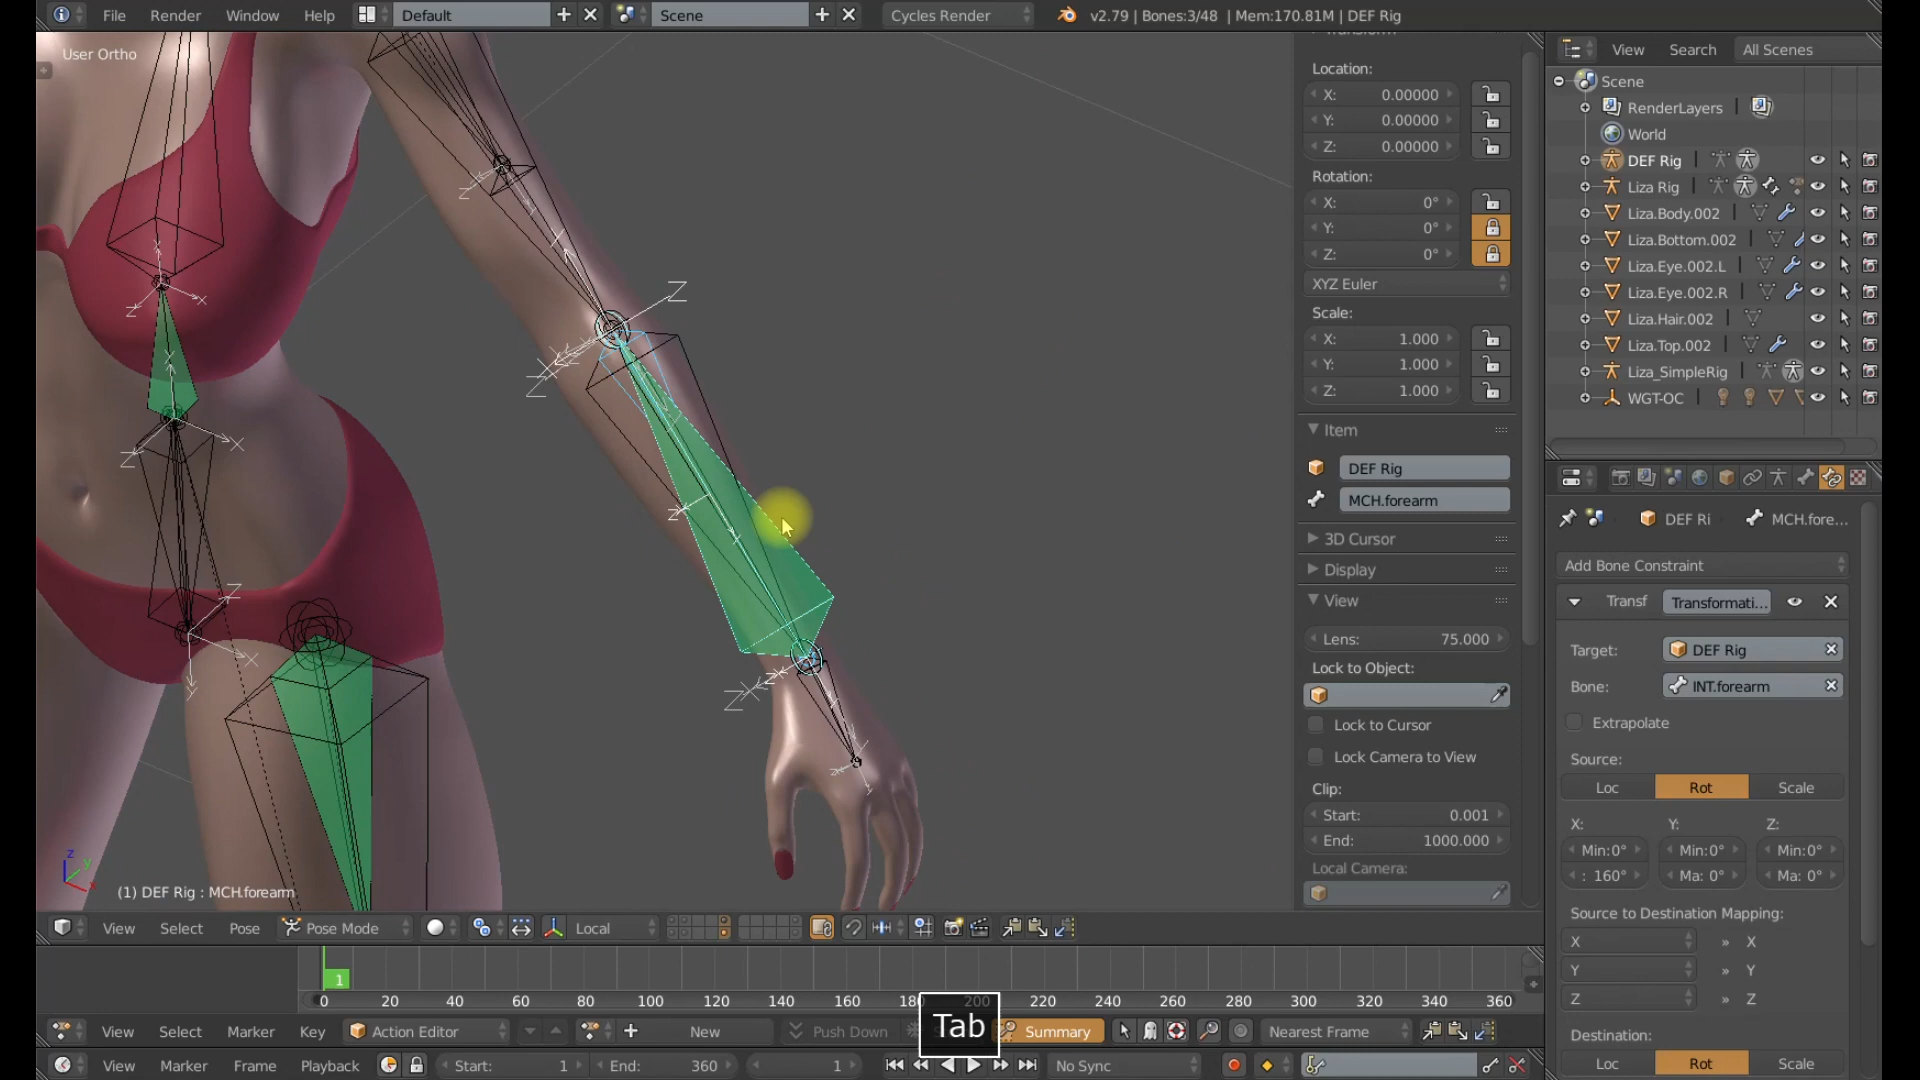 File Render Window Help Default Scene Cycles Render v2.79 | Bones:3/48 | Mem:170.81M | DEF Rig
User Ortho
Location:
X: 0.00000
Y: 0.00000
Z: 0.00000
Rotation:
X: 0°
Y: 0°
Z: 0°
XYZ Euler
Scale:
X: 1.000
Y: 1.000
Z: 1.000
Item
DEF Rig
MCH.forearm
3D Cursor
Display
View
Lens: 75.000
Lock to Object:
Lock to Cursor
Lock Camera to View
Clip:
Start: 0.001
End: 1000.000
Local Camera:
View Search All Scenes
Scene
RenderLayers
World
DEF Rig
Liza Rig
Liza.Body.002
Liza.Bottom.002
Liza.Eye.002.L
Liza.Eye.002.R
Liza.Hair.002
Liza.Top.002
Liza_SimpleRig
WGT-OC
DEF Ri MCH.fore...
Add Bone Constraint
Transf Transformati...
Target: DEF Rig
Bone: INT.forearm
Extrapolate
Source:
Loc Rot Scale
X: Y: Z:
Min:0° Min:0° Min:0°
: 160° Ma: 0° Ma: 0°
Source to Destination Mapping:
X » X
Y » Y
Z » Z
Destination:
Loc Rot Scale
(1) DEF Rig : MCH.forearm
View Select Pose Pose Mode Local
1
0 20 40 60 80 100 120 140 160 180 200 220 240 260 280 300 320 340 360
View Select Marker Key Action Editor New Push Down Summary Nearest Frame
Tab
View Marker Frame Playback Start: 1 End: 360 1 No Sync